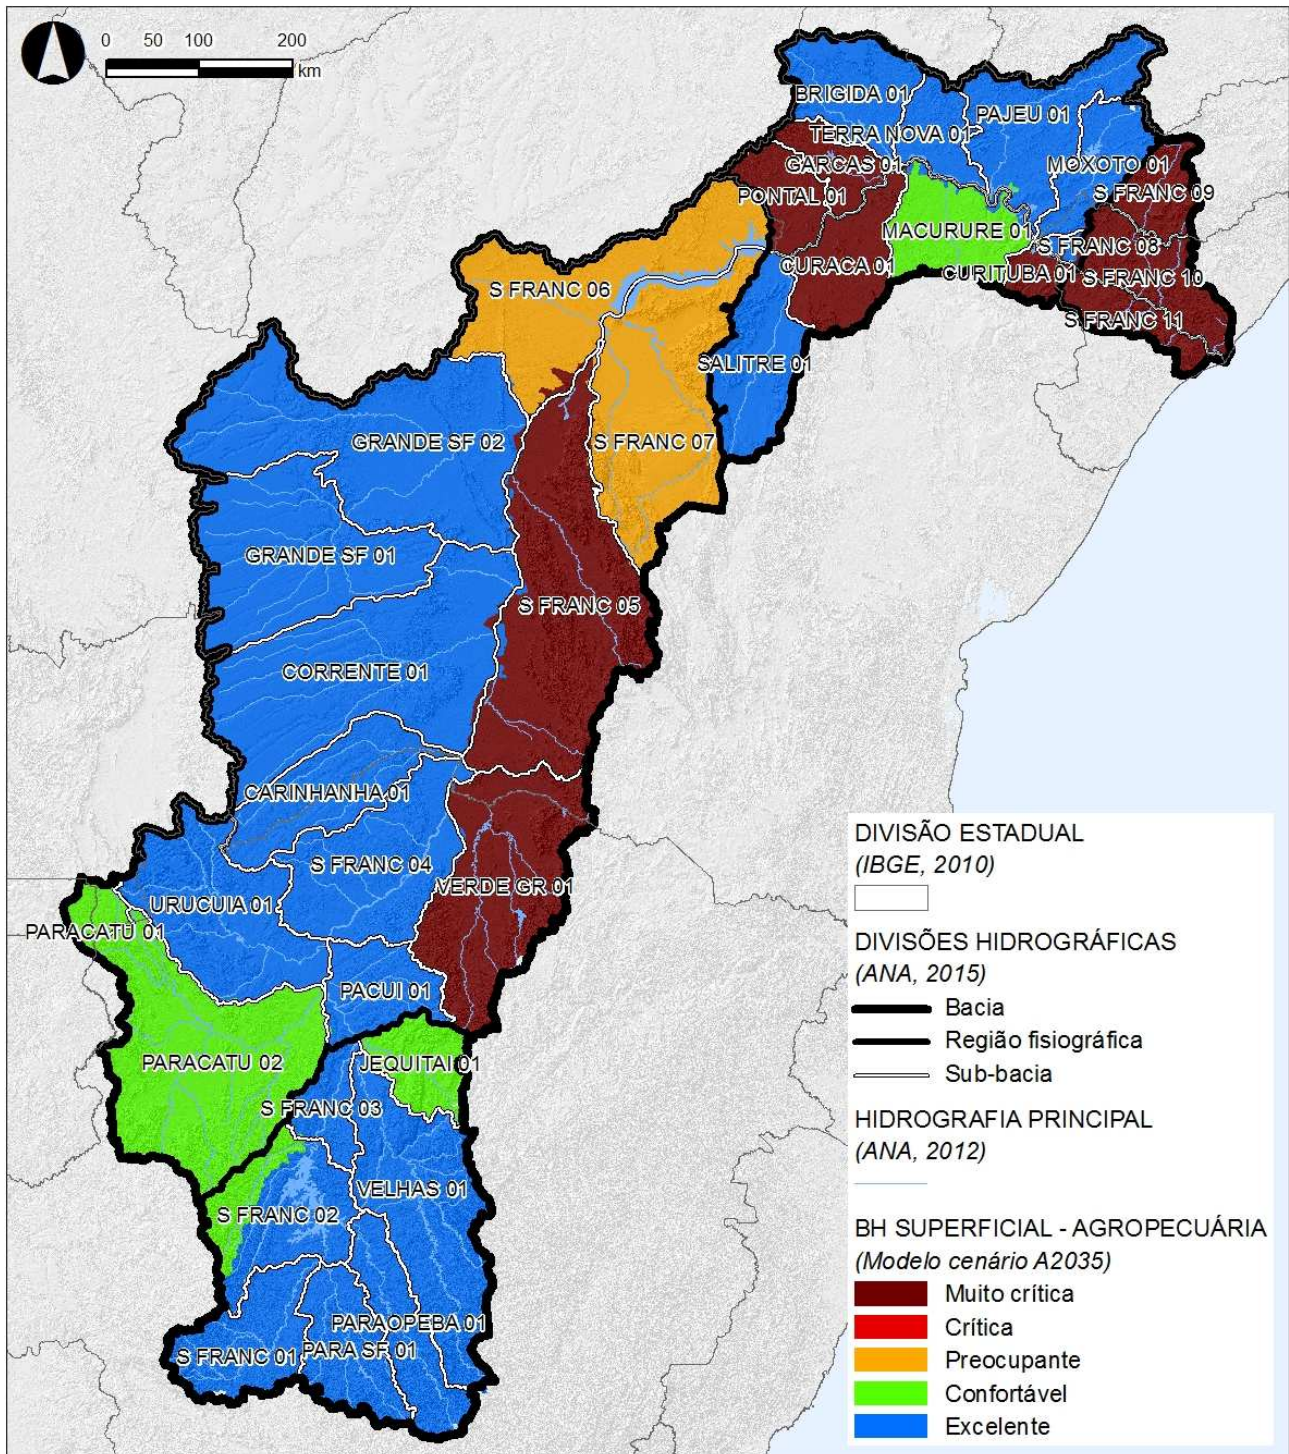 0 50 100 200
km
BRIGIDA 01
PAJEU 01
TERRA NOVA 01
GARCAS 01
MOXOTO 01
PONTAL 01
S FRANC 09
MACURURE 01
S FRANC 08
CURACA 01
CURITUBA 01
S FRANC 10
S FRANC 06
S FRANC 11
SALITRE 01
GRANDE SF 02
S FRANC 07
GRANDE SF 01
S FRANC 05
CORRENTE 01
CARINHANHA 01
S FRANC 04
VERDE GR 01
URUCUIA 01
PARACATU 01
PACUI 01
PARACATU 02
JEQUITAI 01
S FRANC 03
VELHAS 01
S FRANC 02
PARAOPEBA 01
PARA SF 01
S FRANC 01
DIVISÃO ESTADUAL
(IBGE, 2010)
DIVISÕES HIDROGRÁFICAS
(ANA, 2015)
Bacia
Região fisiográfica
Sub-bacia
HIDROGRAFIA PRINCIPAL
(ANA, 2012)
BH SUPERFICIAL - AGROPECUÁRIA
(Modelo cenário A2035)
Muito crítica
Crítica
Preocupante
Confortável
Excelente